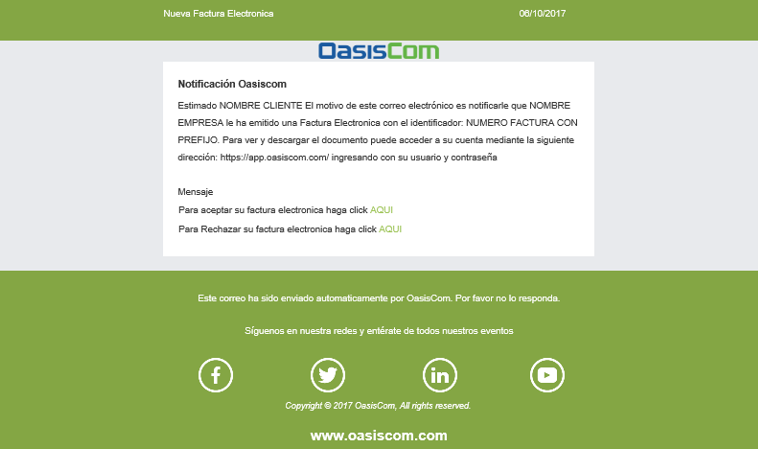 Nueva Factura Electronica 06/10/2017
OasisCom
Notificación Oasiscom
Estimado NOMBRE CLIENTE El motivo de este correo electrónico es notificarle que NOMBRE
EMPRESA le ha emitido una Factura Electronica con el identificador: NUMERO FACTURA CON
PREFIJO. Para ver y descargar el documento puede acceder a su cuenta mediante la siguiente
dirección: https://app.oasiscom.com/ ingresando con su usuario y contraseña
Mensaje
Para aceptar su factura electronica haga click AQUI
Para Rechazar su factura electronica haga click AQUI
Este correo ha sido enviado automaticamente por OasisCom. Por favor no lo responda.
Síguenos en nuestra redes y entérate de todos nuestros eventos
Copyright © 2017 OasisCom, All rights reserved.
www.oasiscom.com